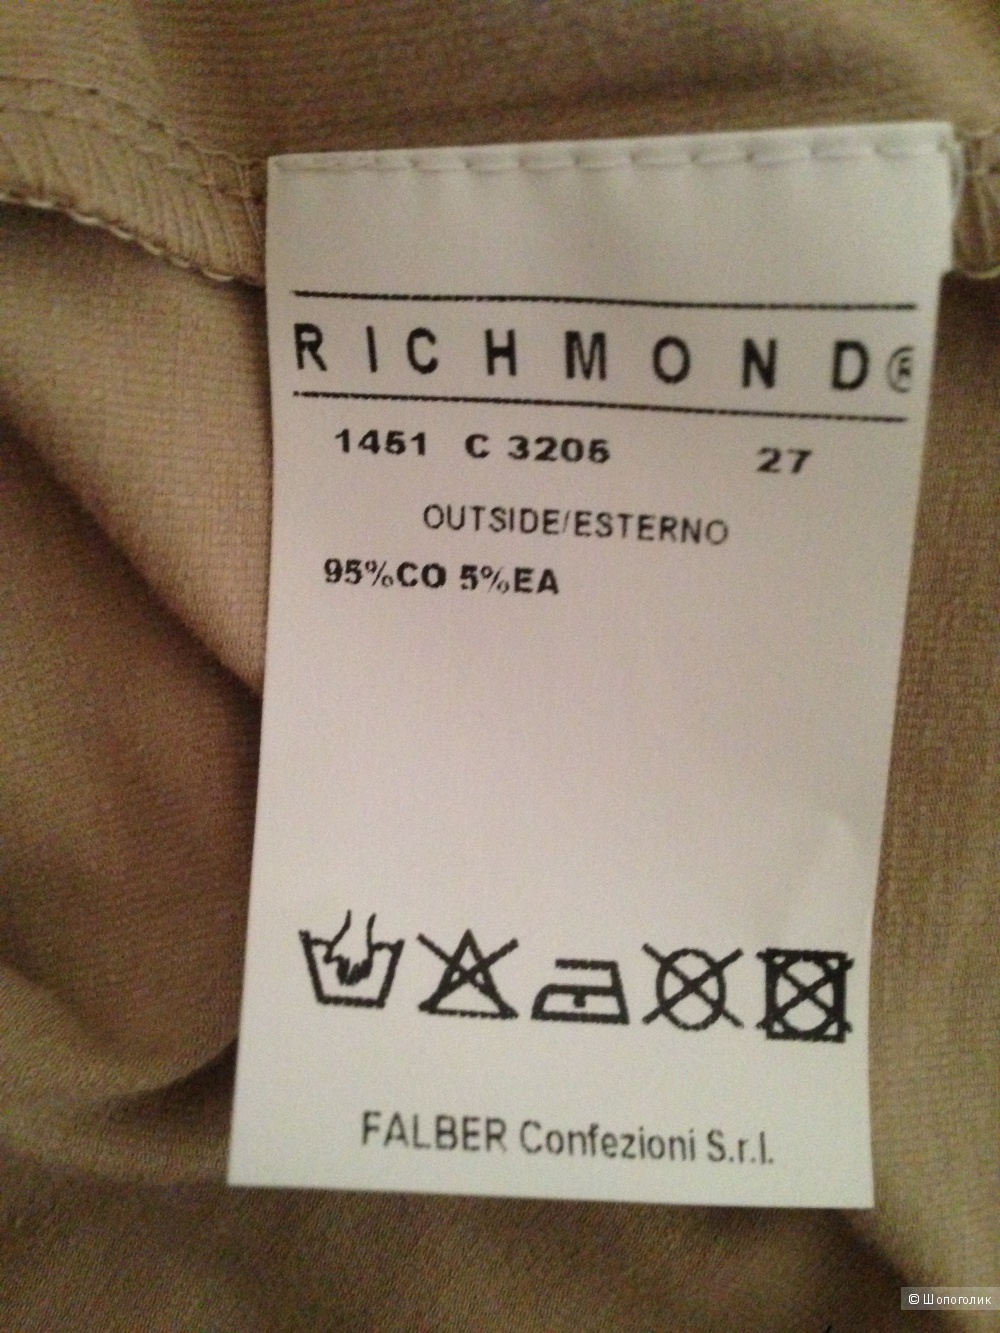 RICHMOND®
1451 C 3205 27
OUTSIDE/ESTERNO
95%CO 5%EA
FALBER Confezioni S.r.l.
© Шопоголик